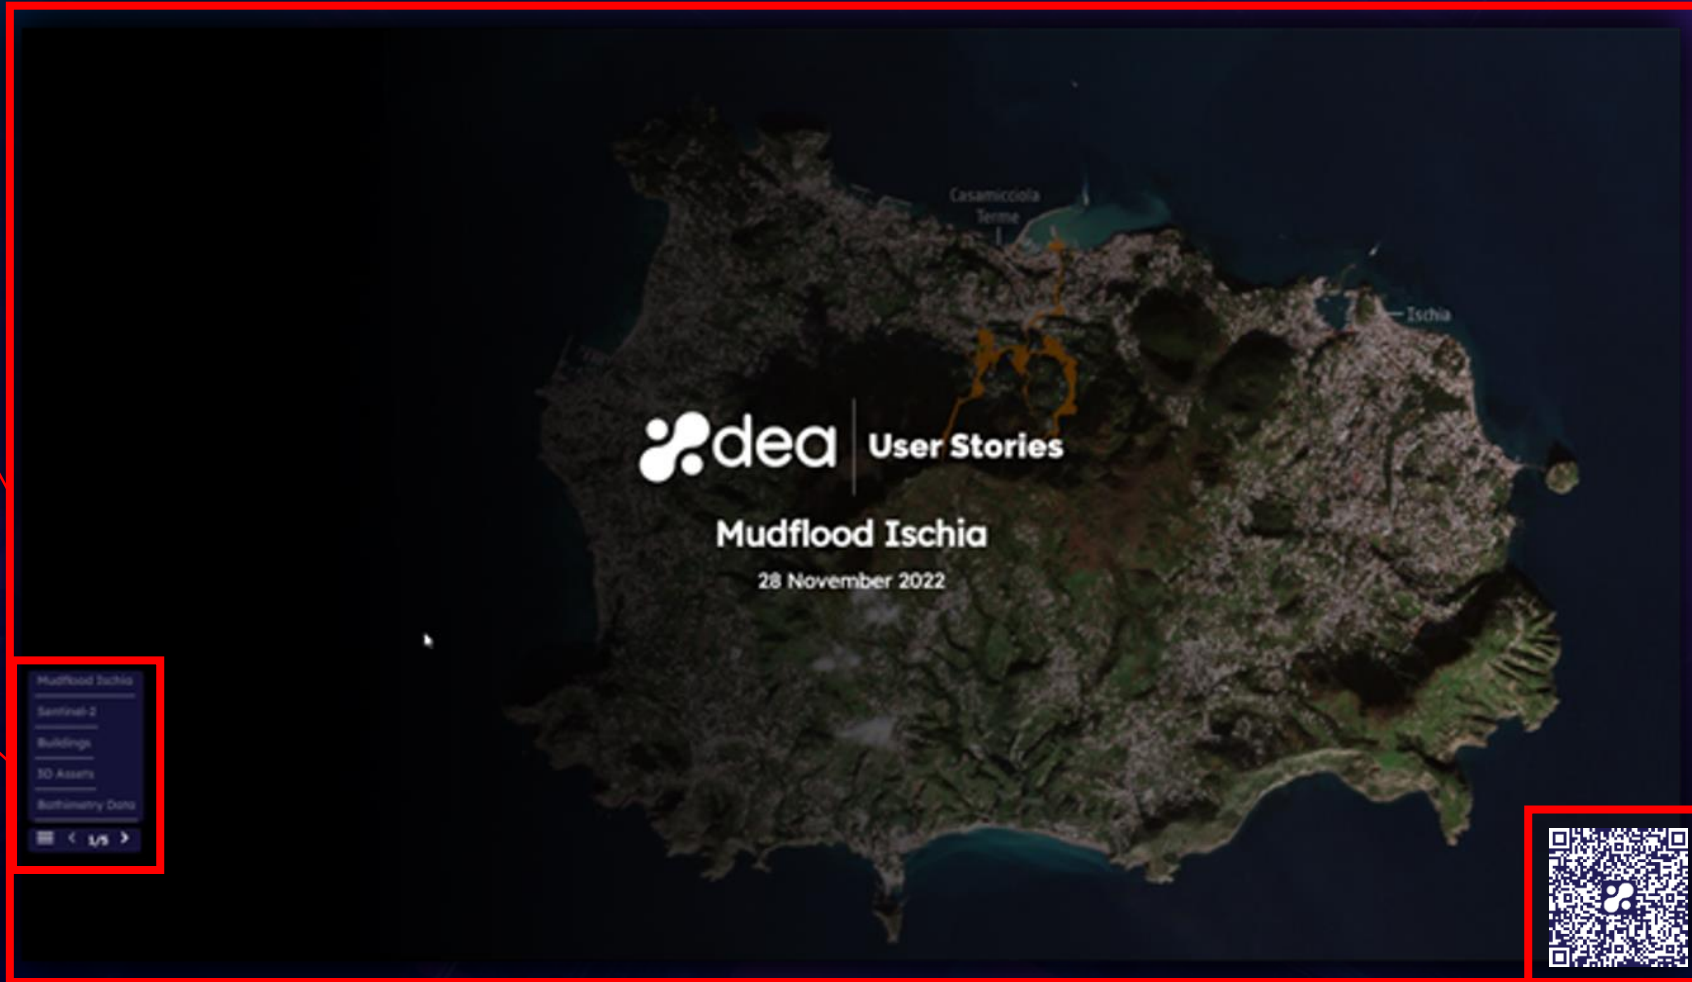 Casamicciola
Terme
Ischia
dea
User Stories
Mudflood Ischia
28 November 2022
Mudflood Ischia
Sentinel-2
Buildings
3D Assets
Bathimetry Data
1/5